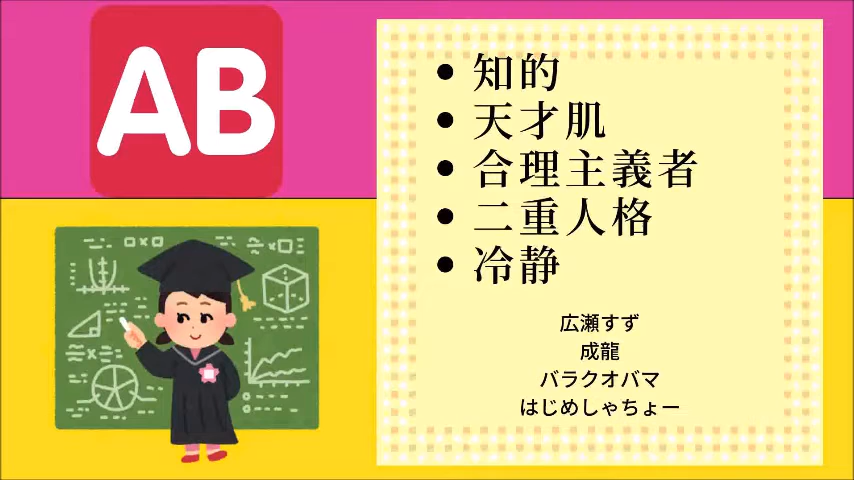 AB
知的
天才肌
合理主義者
二重人格
冷静
広瀬すず
成龍
バラクオバマ
はじめしゃちょー